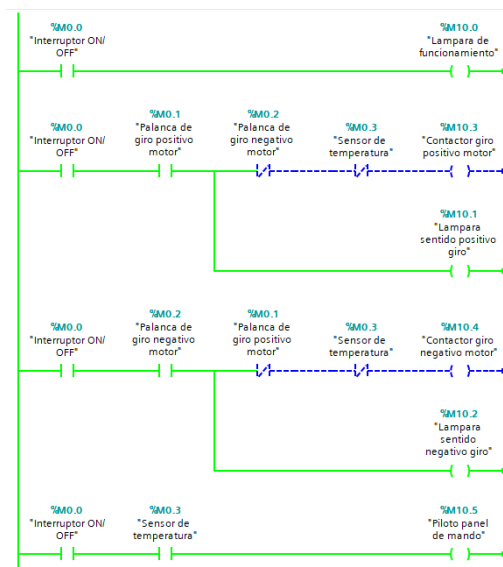 %M0.0
"Interruptor ON/
OFF"
%M10.0
"Lampara de
funcionamiento"
%M0.0
"Interruptor ON/
OFF"
%M0.1
"Palanca de
giro positivo
motor"
%M0.2
"Palanca de
giro negativo
motor"
%M0.3
"Sensor de
temperatura"
%M10.3
"Contactor giro
positivo motor"
%M10.1
"Lampara
sentido positivo
giro"
%M0.0
"Interruptor ON/
OFF"
%M0.2
"Palanca de
giro negativo
motor"
%M0.1
"Palanca de
giro positivo
motor"
%M0.3
"Sensor de
temperatura"
%M10.4
"Contactor giro
negativo motor"
%M10.2
"Lampara
sentido
negativo giro"
%M0.0
"Interruptor ON/
OFF"
%M0.3
"Sensor de
temperatura"
%M10.5
"Piloto panel
de mando"